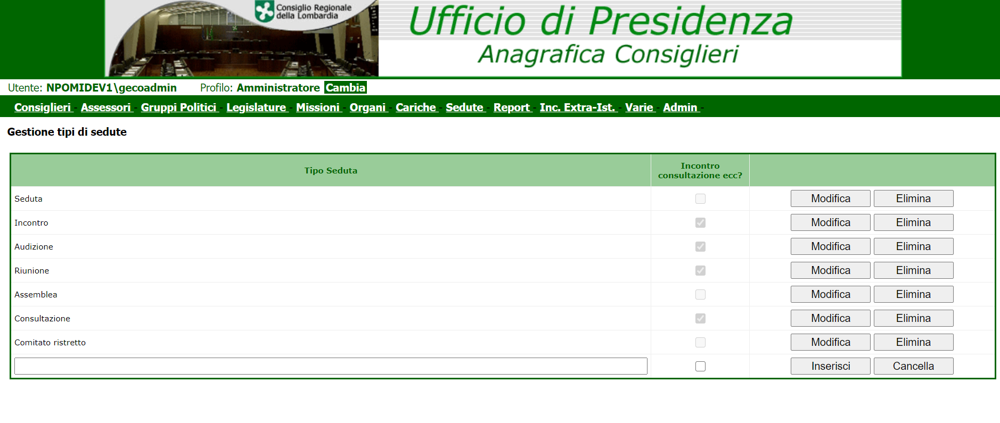 Consiglio Regionale
della Lombardia
Ufficio di Presidenza
Anagrafica Consiglieri
Utente: NPOMIDEV1\gecoadmin Profilo: Amministratore Cambia
Consiglieri - Assessori - Gruppi Politici - Legislature - Missioni - Organi - Cariche - Sedute - Report - Inc. Extra-Ist. - Varie - Admin -
Gestione tipi di sedute
Tipo Seduta
Incontro
consultazione ecc?
Seduta Modifica Elimina
Incontro Modifica Elimina
Audizione Modifica Elimina
Riunione Modifica Elimina
Assemblea Modifica Elimina
Consultazione Modifica Elimina
Comitato ristretto Modifica Elimina
Inserisci Cancella